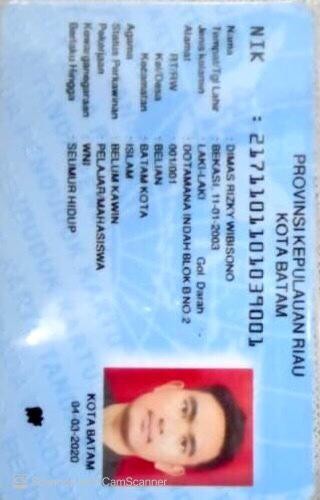 PROVINSI KEPULAUAN RIAU
KOTA BATAM
NIK : 2171101101039001
Nama : DIMAS RIZKY WIBISONO
Tempat/Tgl Lahir : BEKASI, 11-01-2003
Jenis kelamin : LAKI-LAKI Gol. Darah : -
DOTAMANA INDAH BLOK B NO.2
RT/RW : 001/001
Kel/Desa : BELIAN
Kecamatan : BATAM KOTA
Agama : ISLAM
Status Perkawinan : BELUM KAWIN
Pekerjaan : PELAJAR/MAHASISWA
Kewarganegaraan : WNI
Berlaku Hingga : SEUMUR HIDUP
KOTA BATAM
04-03-2020
CamScanner